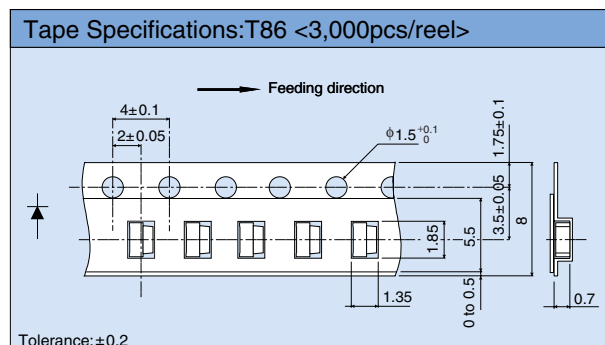 Tape Specifications:T86 <3,000pcs/reel>
Feeding direction
4±0.1
2±0.05
ϕ1.5 +0.1 0
1.75±0.1
3.5±0.05
8
5.5
1.85
1.35
0 to 0.5
0.7
Tolerance:±0.2